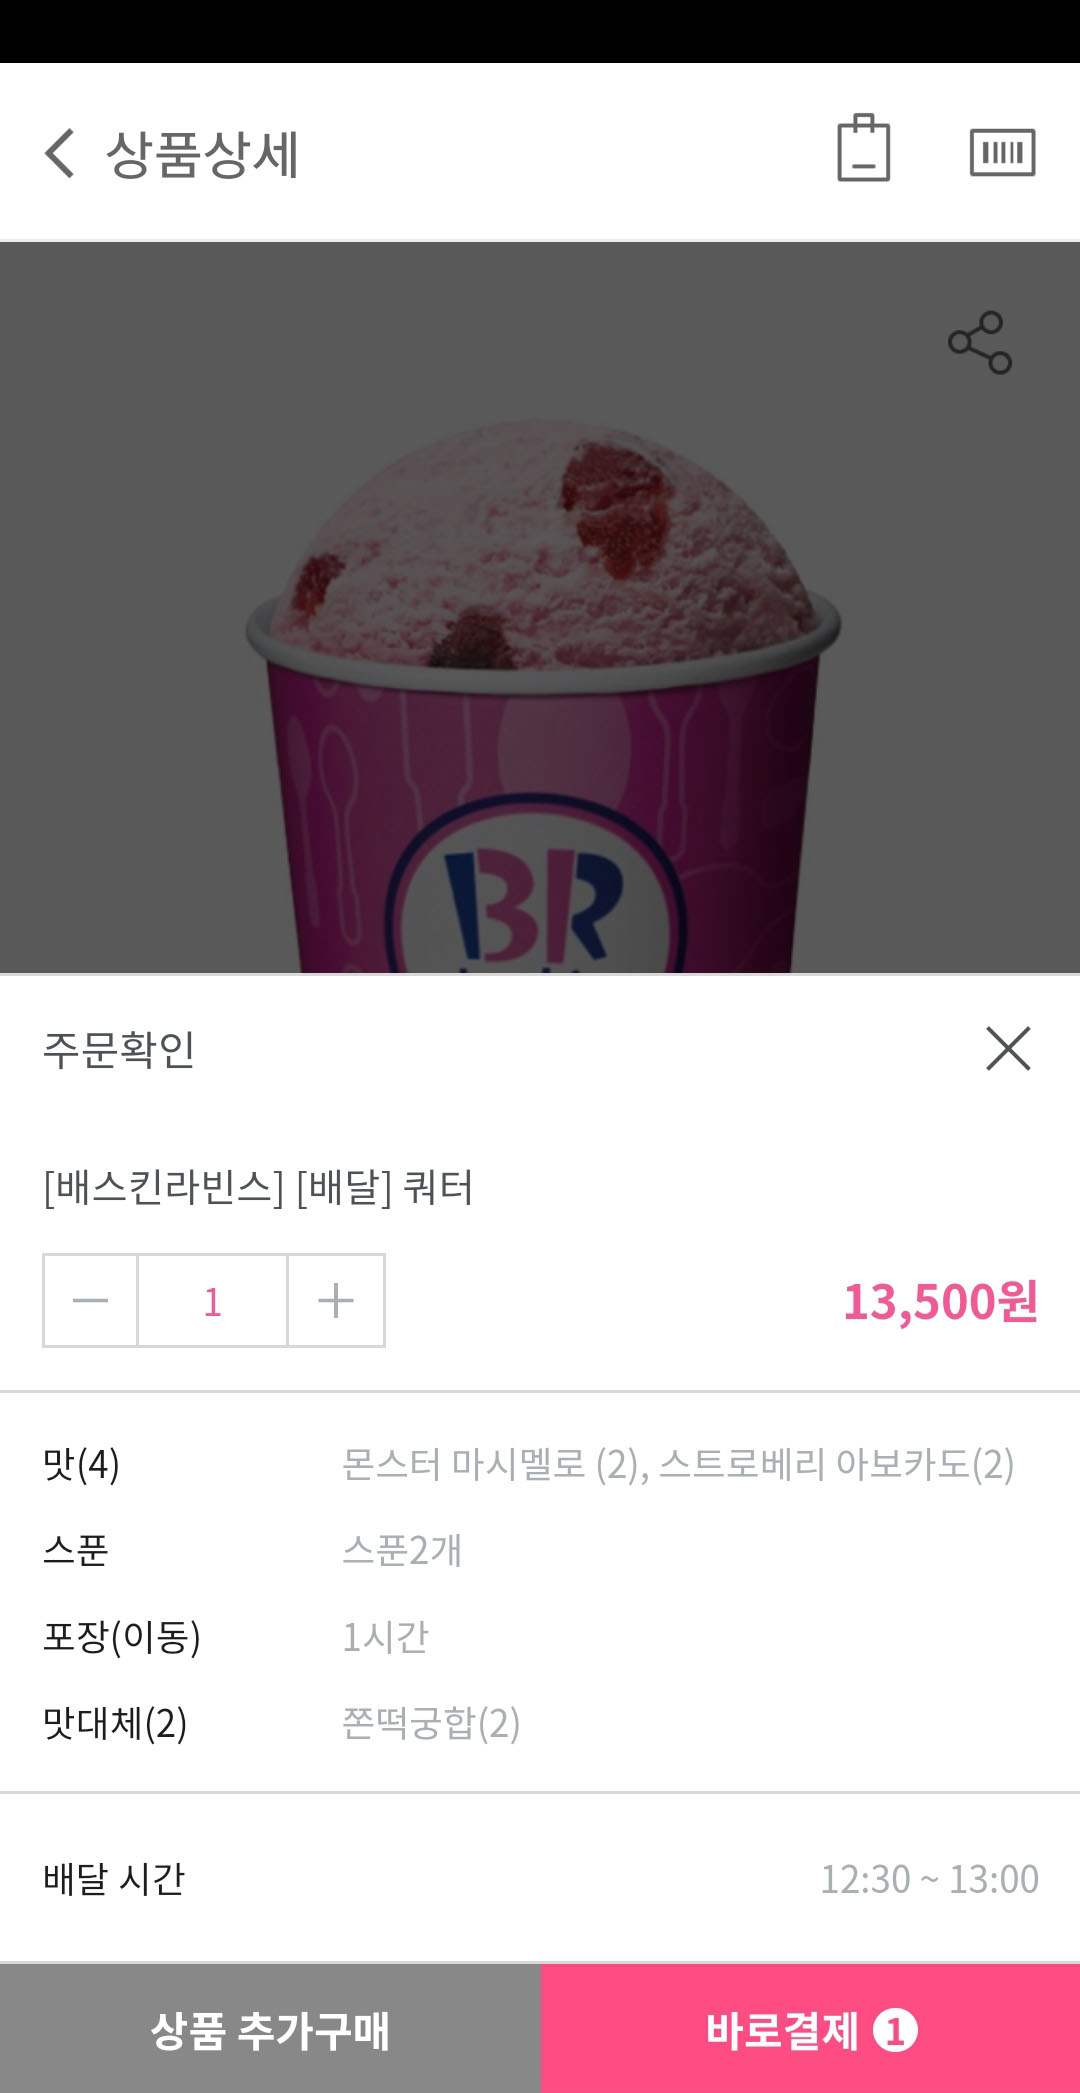 상품상세
BR
주문확인
[배스킨라빈스] [배달] 쿼터
1
13,500원
맛(4) 몬스터 마시멜로 (2), 스트로베리 아보카도(2)
스푼 스푼2개
포장(이동) 1시간
맛대체(2) 쫀떡궁합(2)
배달 시간 12:30 ~ 13:00
상품 추가구매 바로결제 1